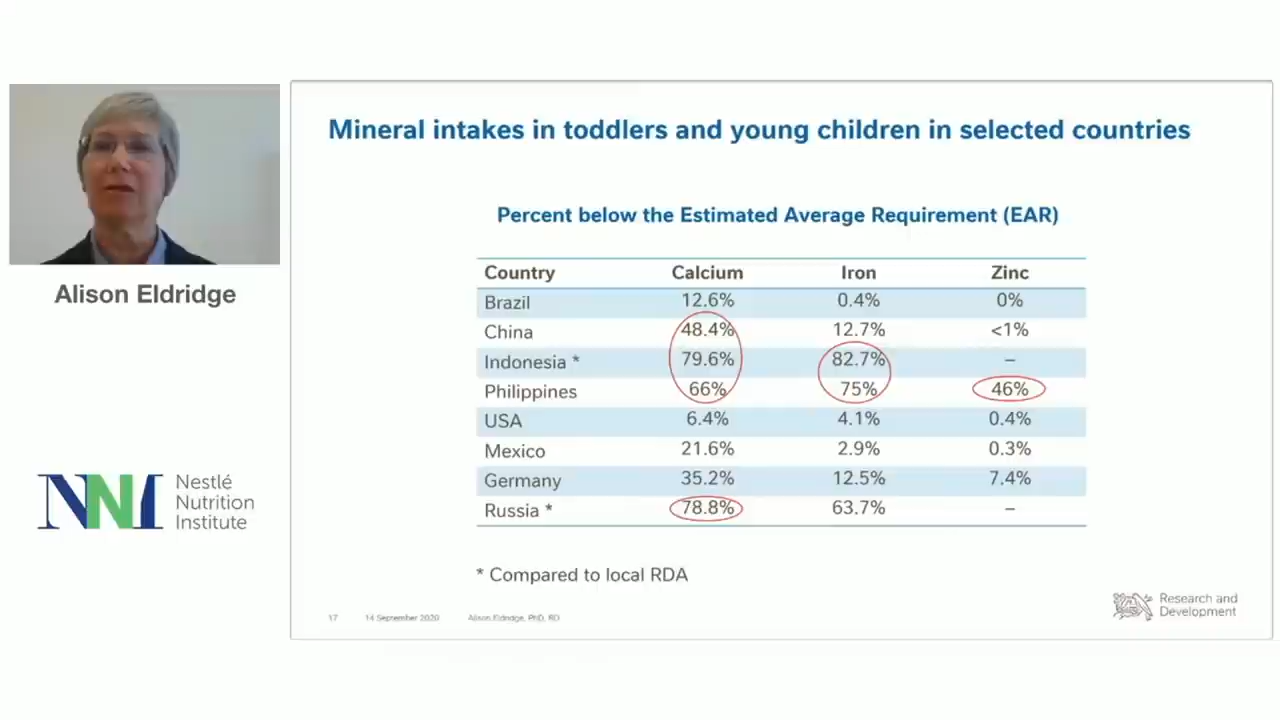 Mineral intakes in toddlers and young children in selected countries
Percent below the Estimated Average Requirement (EAR)
Country Calcium Iron Zinc
Brazil 12.6% 0.4% 0%
China 48.4% 12.7% <1%
Indonesia * 79.6% 82.7% –
Philippines 66% 75% 46%
USA 6.4% 4.1% 0.4%
Mexico 21.6% 2.9% 0.3%
Germany 35.2% 12.5% 7.4%
Russia * 78.8% 63.7% –
* Compared to local RDA
17 14 September 2020 Alison Eldridge, PhD, RD
Research and
Development
Alison Eldridge
NNI
Nestlé
Nutrition
Institute